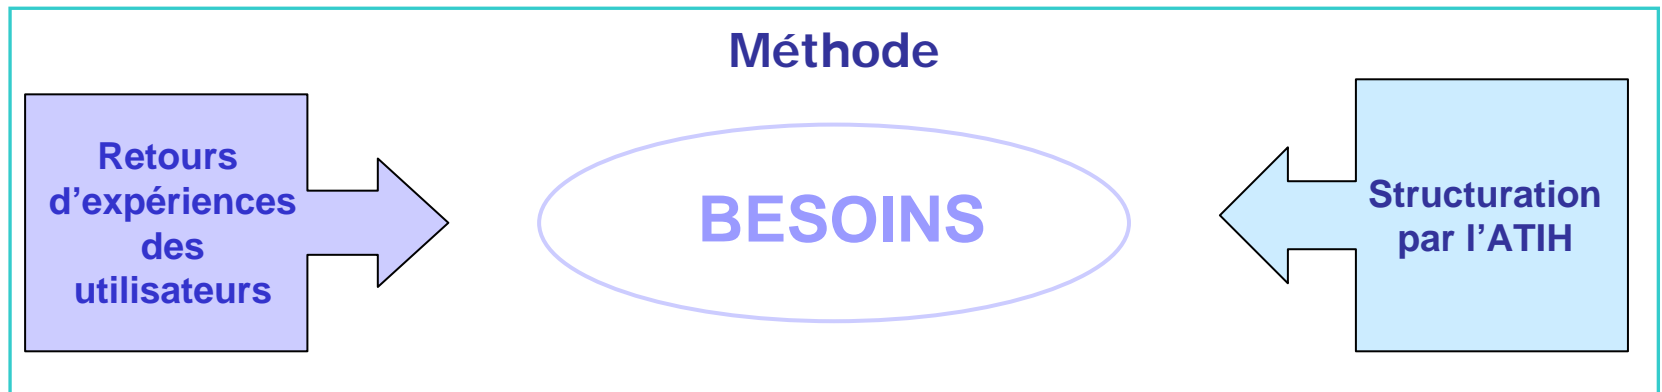 Méthode
Retours
d’expériences
des
utilisateurs
BESOINS
Structuration
par l’ATIH